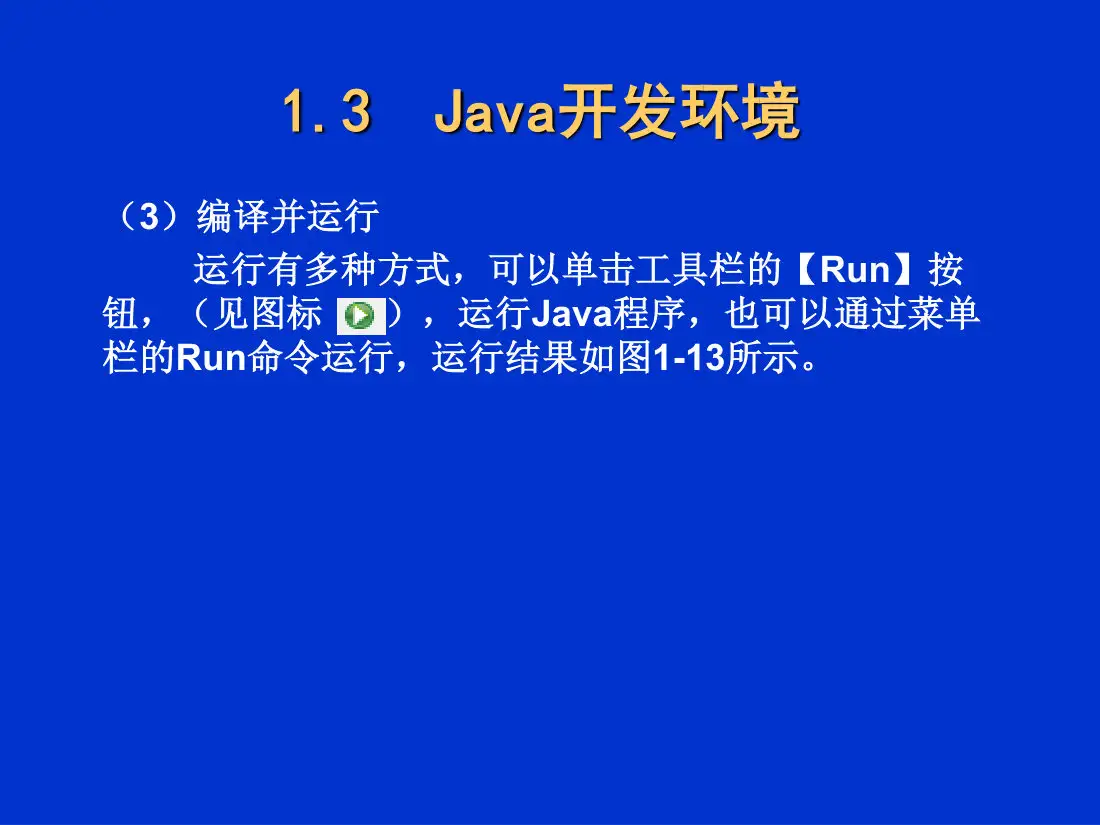 1.3 Java开发环境
（3）编译并运行
运行有多种方式，可以单击工具栏的【Run】按
钮，（见图标 ），运行Java程序，也可以通过菜单
栏的Run命令运行，运行结果如图1-13所示。